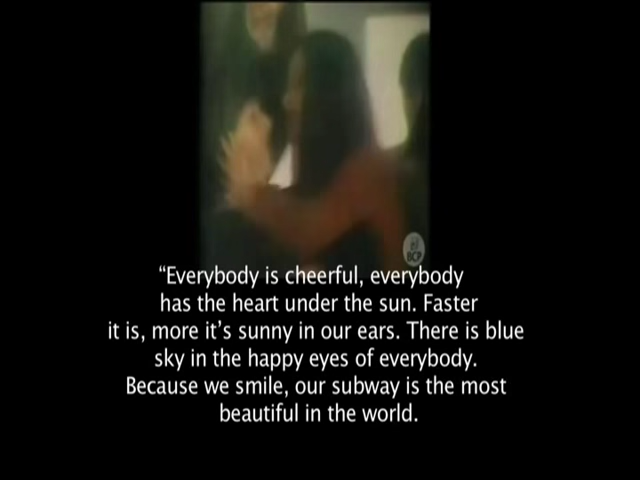 BCP
“Everybody is cheerful, everybody
has the heart under the sun. Faster
it is, more it’s sunny in our ears. There is blue
sky in the happy eyes of everybody.
Because we smile, our subway is the most
beautiful in the world.